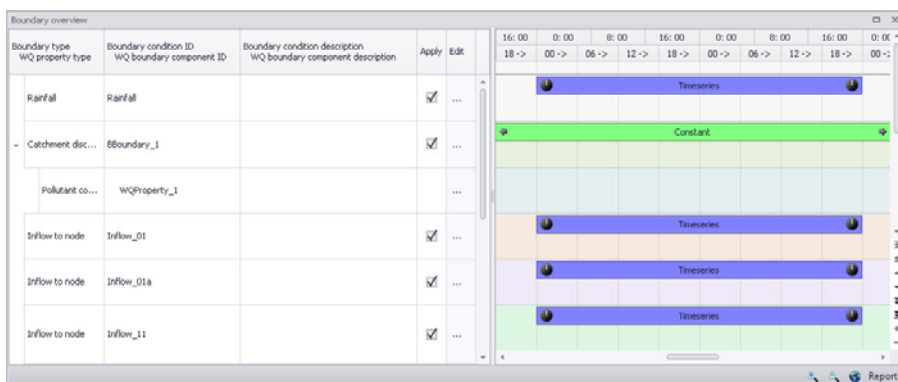 Boundary overview
Boundary type
WQ property type
Boundary condition ID
WQ boundary component ID
Boundary condition description
WQ boundary component description
Apply Edit
16: 00 0: 00 8: 00 16: 00 0: 00 8: 00 16: 00
18 -> 00 -> 06 -> 12 -> 18 -> 00 -> 06 -> 12 -> 18 -> 00 ->
Rainfall Rainfall ... Timeseries
Catchment disc... BBoundary_1 ... Constant
Pollutant co... WQProperty_1 ...
Inflow to node Inflow_01 ... Timeseries
Inflow to node Inflow_01a ... Timeseries
Inflow to node Inflow_11 ... Timeseries
Report